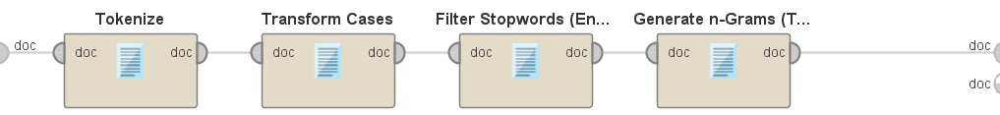 Tokenize
Transform Cases
Filter Stopwords (En...
Generate n-Grams (T...
doc
doc doc
doc doc
doc doc
doc doc
doc
doc